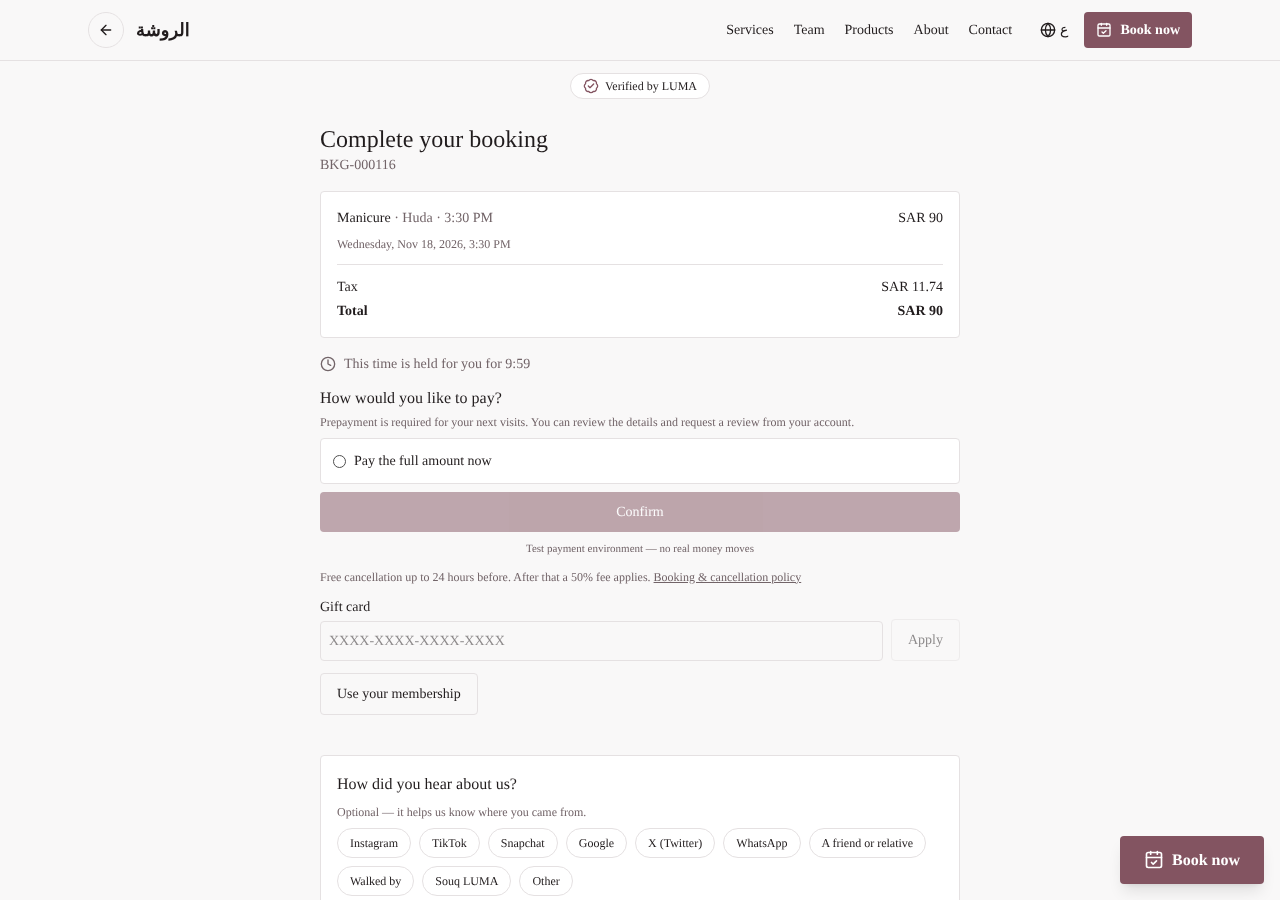 الروشة
Services Team Products About Contact ع Book now
Verified by LUMA
Complete your booking
BKG-000116
Manicure · Huda · 3:30 PM SAR 90
Wednesday, Nov 18, 2026, 3:30 PM
Tax SAR 11.74
Total SAR 90
This time is held for you for 9:59
How would you like to pay?
Prepayment is required for your next visits. You can review the details and request a review from your account.
Pay the full amount now
Confirm
Test payment environment — no real money moves
Free cancellation up to 24 hours before. After that a 50% fee applies. Booking & cancellation policy
Gift card
XXXX-XXXX-XXXX-XXXX Apply
Use your membership
How did you hear about us?
Optional — it helps us know where you came from.
Instagram TikTok Snapchat Google X (Twitter) WhatsApp A friend or relative
Walked by Souq LUMA Other
Book now